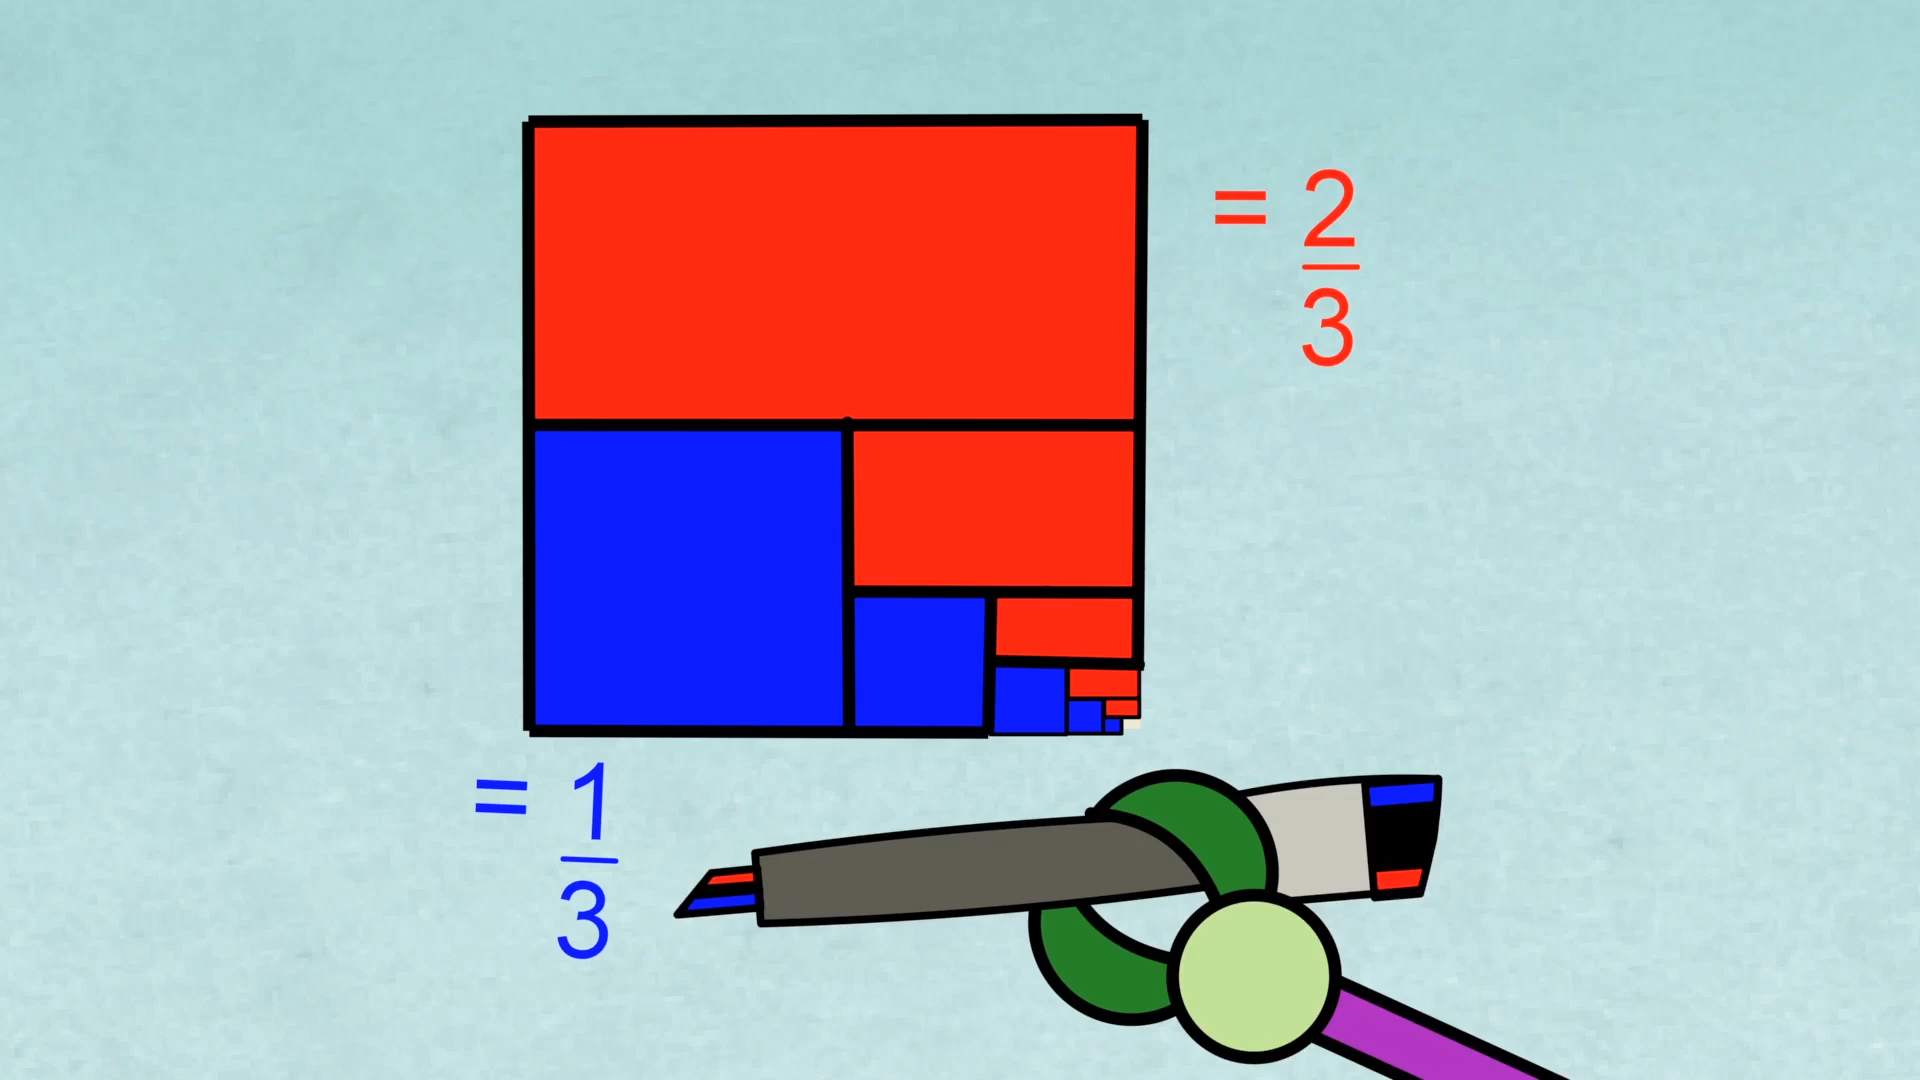 = 2/3
= 1/3